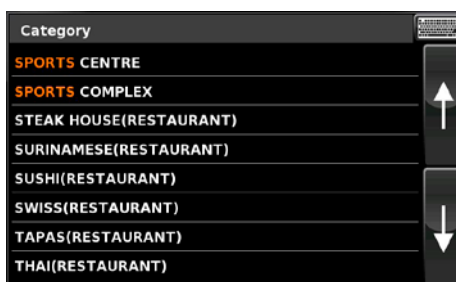 Category
SPORTS CENTRE
SPORTS COMPLEX
STEAK HOUSE(RESTAURANT)
SURINAMESE(RESTAURANT)
SUSHI(RESTAURANT)
SWISS(RESTAURANT)
TAPAS(RESTAURANT)
THAI(RESTAURANT)